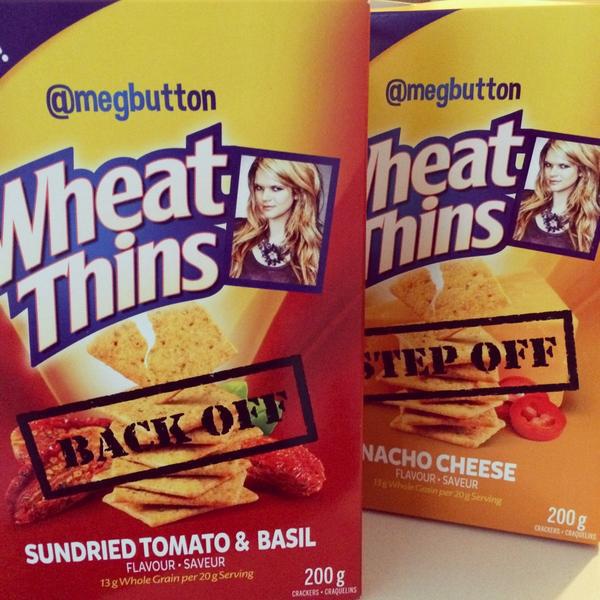 @megbutton
Wheat
Thins
BACK OFF
SUNDRIED TOMATO & BASIL
FLAVOUR • SAVEUR
13 g Whole Grain per 20 g Serving
200 g
CRACKERS • CRAQUELINS
@megbutton
Wheat
Thins
STEP OFF
NACHO CHEESE
FLAVOUR • SAVEUR
13 g Whole Grain per 20 g Serving
200 g
CRACKERS • CRAQUELINS